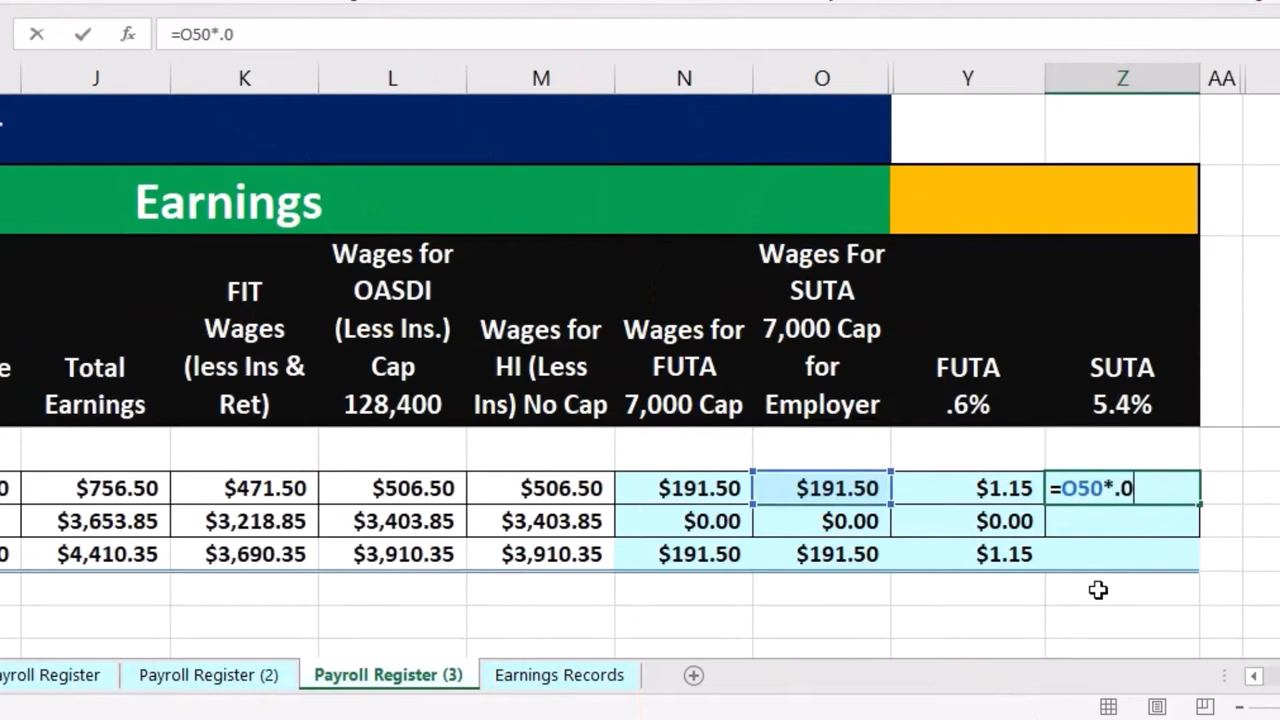 fx =O50*.0
J K L M N O Y Z AA
Earnings
Total Earnings
FIT Wages (less Ins & Ret)
Wages for OASDI (Less Ins.) Cap 128,400
Wages for HI (Less Ins) No Cap
Wages for FUTA 7,000 Cap
Wages For SUTA 7,000 Cap for Employer
FUTA .6%
SUTA 5.4%
$756.50 $471.50 $506.50 $506.50 $191.50 $191.50 $1.15 =O50*.0
$3,653.85 $3,218.85 $3,403.85 $3,403.85 $0.00 $0.00 $0.00
$4,410.35 $3,690.35 $3,910.35 $3,910.35 $191.50 $191.50 $1.15
Payroll Register (2) Payroll Register (3) Earnings Records